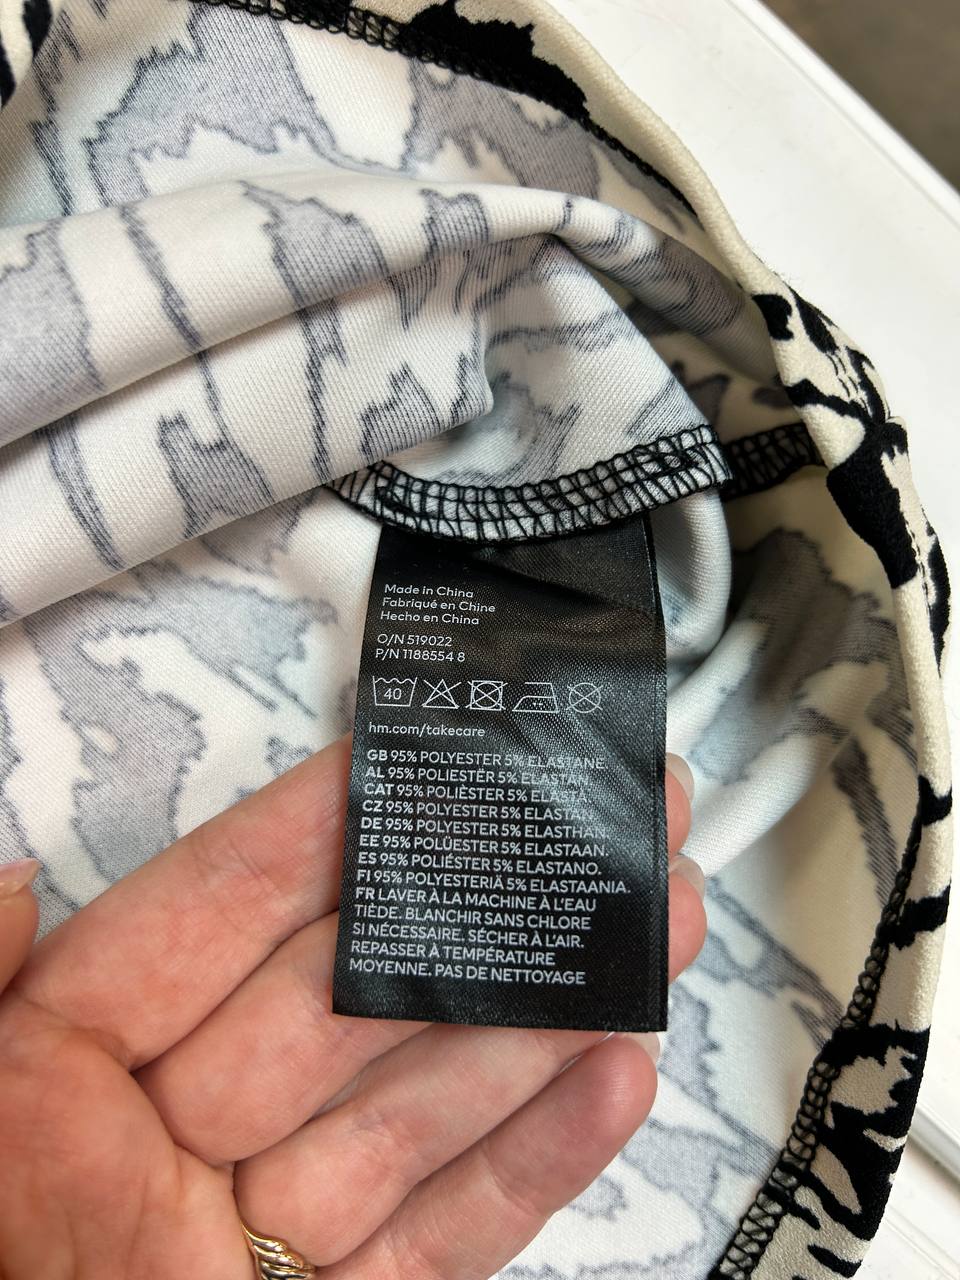 Made in China
Fabriqué en Chine
Hecho en China
O/N 519022
P/N 1188554 8
40
hm.com/takecare
GB 95% POLYESTER 5% ELASTANE.
AL 95% POLIESTËR 5% ELASTAN.
CAT 95% POLIÈSTER 5% ELASTÀ.
CZ 95% POLYESTER 5% ELASTAN.
DE 95% POLYESTER 5% ELASTHAN.
EE 95% POLÜESTER 5% ELASTAAN.
ES 95% POLIÉSTER 5% ELASTANO.
FI 95% POLYESTERIÄ 5% ELASTAANIA.
FR LAVER À LA MACHINE À L'EAU
TIÈDE. BLANCHIR SANS CHLORE
SI NÉCESSAIRE. SÉCHER À L'AIR.
REPASSER À TEMPÉRATURE
MOYENNE. PAS DE NETTOYAGE